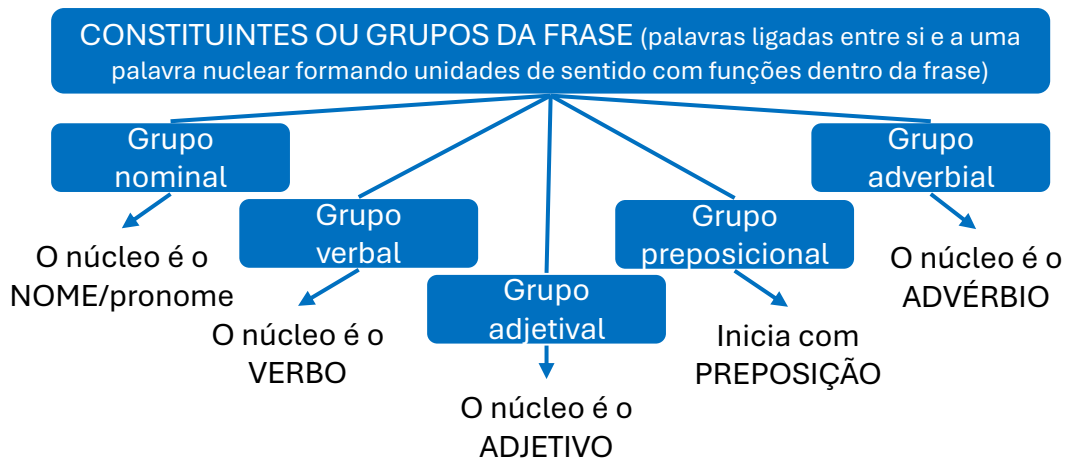 CONSTITUINTES OU GRUPOS DA FRASE (palavras ligadas entre si e a uma
palavra nuclear formando unidades de sentido com funções dentro da frase)
Grupo
nominal
O núcleo é o
NOME/pronome
Grupo
verbal
O núcleo é o
VERBO
Grupo
adjetival
O núcleo é o
ADJETIVO
Grupo
preposicional
Inicia com
PREPOSIÇÃO
Grupo
adverbial
O núcleo é o
ADVÉRBIO